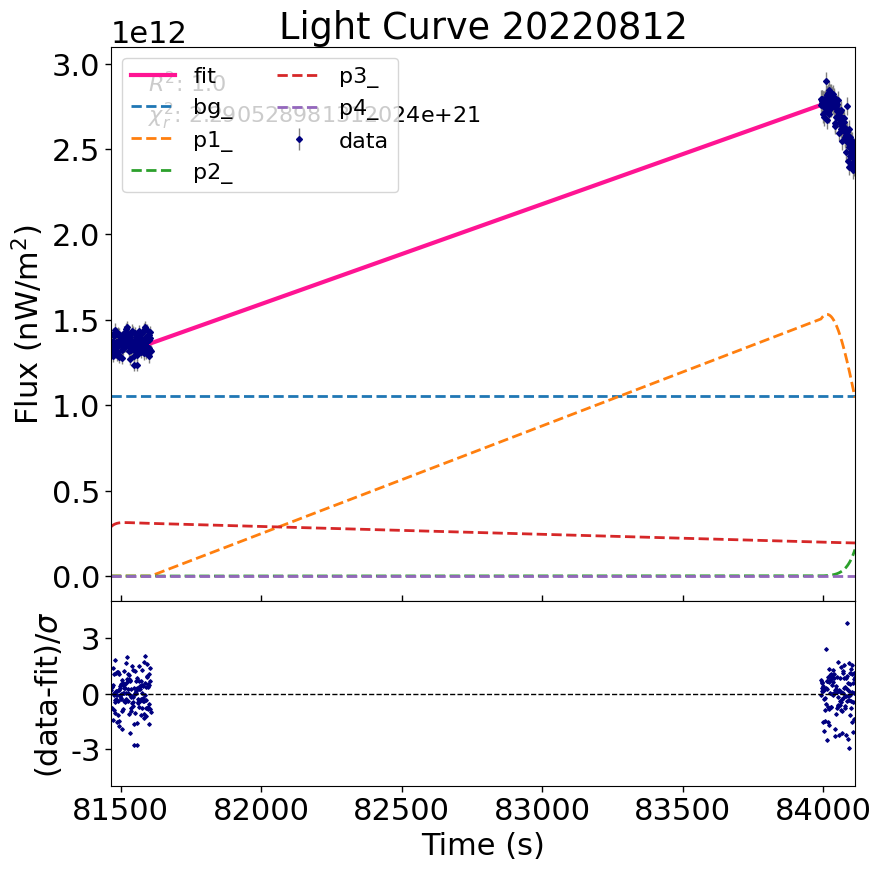 Light Curve 20220812
1e12
R²: 1.0
χ²ᵣ:
fit
bg_
p1_
p2_
p3_
p4_
data
Flux (nW/m²)
3.0
2.5
2.0
1.5
1.0
0.5
0.0
(data-fit)/σ
3
0
-3
81500 82000 82500 83000 83500 84000
Time (s)